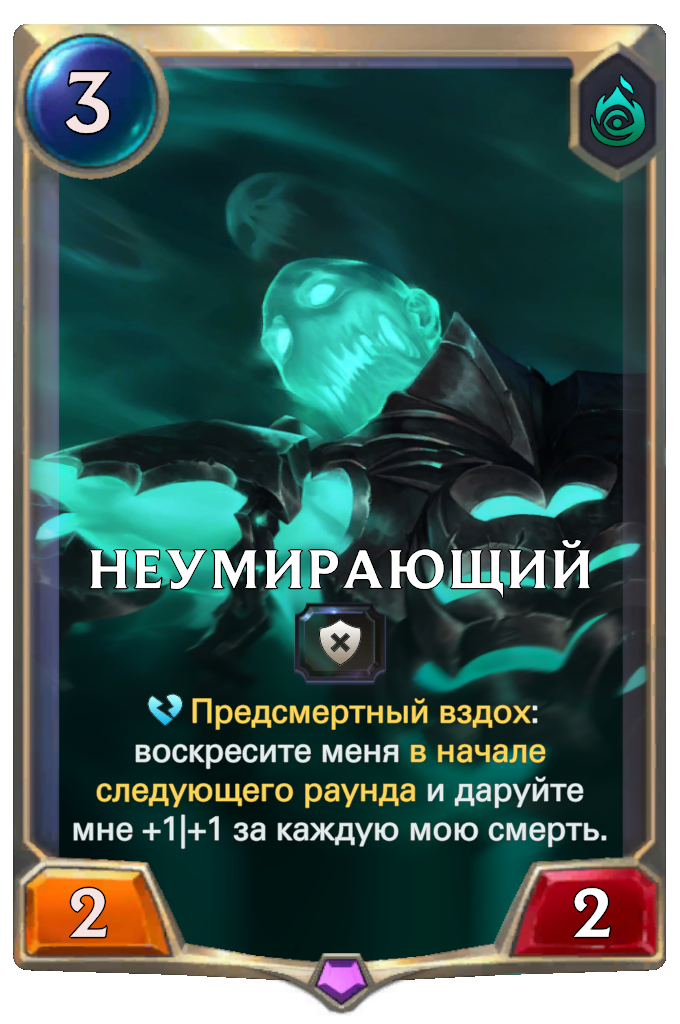 3
НЕУМИРАЮЩИЙ
Предсмертный вздох:
воскресите меня в начале
следующего раунда и даруйте
мне +1|+1 за каждую мою смерть.
2
2